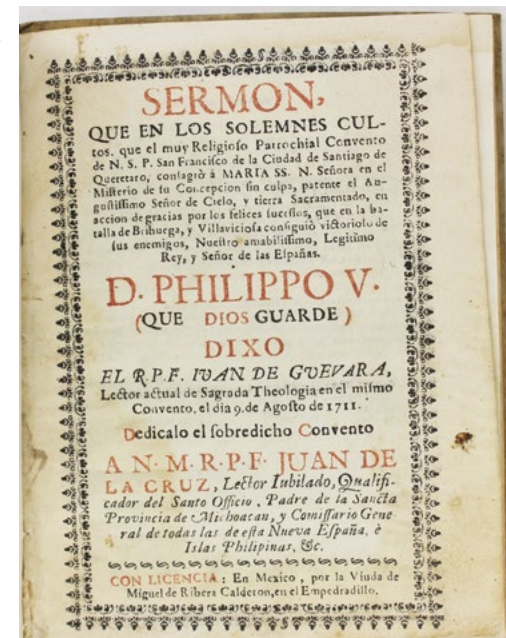 SERMON,
QUE EN LOS SOLEMNES CUL-
tos, que el muy Religioſo Parrochial Convento
de N. S. P. San Franciſco de la Ciudad de Santiago de
Queretaro, conſagrò á MARIA SS. N. Señora en el
Miſterio de ſu Concepcion ſin culpa, patente el Au-
guſtiſſimo Señor de Cielo, y tierra Sacramentado, en
accion de gracias por los felices ſuceſſos, que en la ba-
talla de Brihuega, y Villavicioſa conſiguiò victorioſo de
ſus enemigos, Nueſtro amabiliſſimo, Legitimo
Rey, y Señor de las Eſpañas.
D. PHILIPPO V.
(QUE DIOS GUARDE)
DIXO
EL R.P.F. IVAN DE GVEVARA,
Lector actual de Sagrada Theologia en el miſmo
Convento, el dia 9. de Agoſto de 1711.
Dedicalo el ſobredicho Convento
A N. M. R. P. F. JUAN DE
LA CRUZ, Lector Iubilado, Qualifi-
cador del Santo Officio, Padre de la Sancta
Provincia de Michoacan, y Comiſſario Gene-
ral de todas las de eſta Nueva Eſpaña, è
Islas Philipinas, &c.
CON LICENCIA: En Mexico, por la Viuda de
Miguel de Ribera Calderon, en el Empedradillo.